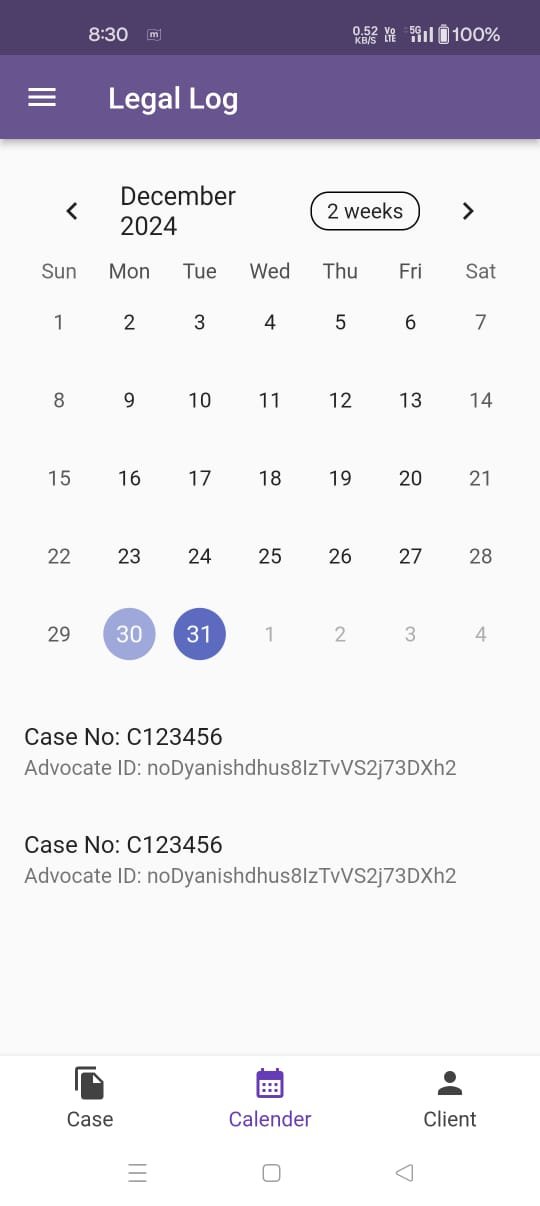 8:30 m 0.52 KB/S Vo LTE 5G 100%
Legal Log
December
2024
2 weeks
Sun Mon Tue Wed Thu Fri Sat
1 2 3 4 5 6 7
8 9 10 11 12 13 14
15 16 17 18 19 20 21
22 23 24 25 26 27 28
29 30 31 1 2 3 4
Case No: C123456
Advocate ID: noDyanishdhus8IzTvVS2j73DXh2
Case No: C123456
Advocate ID: noDyanishdhus8IzTvVS2j73DXh2
Case Calender Client